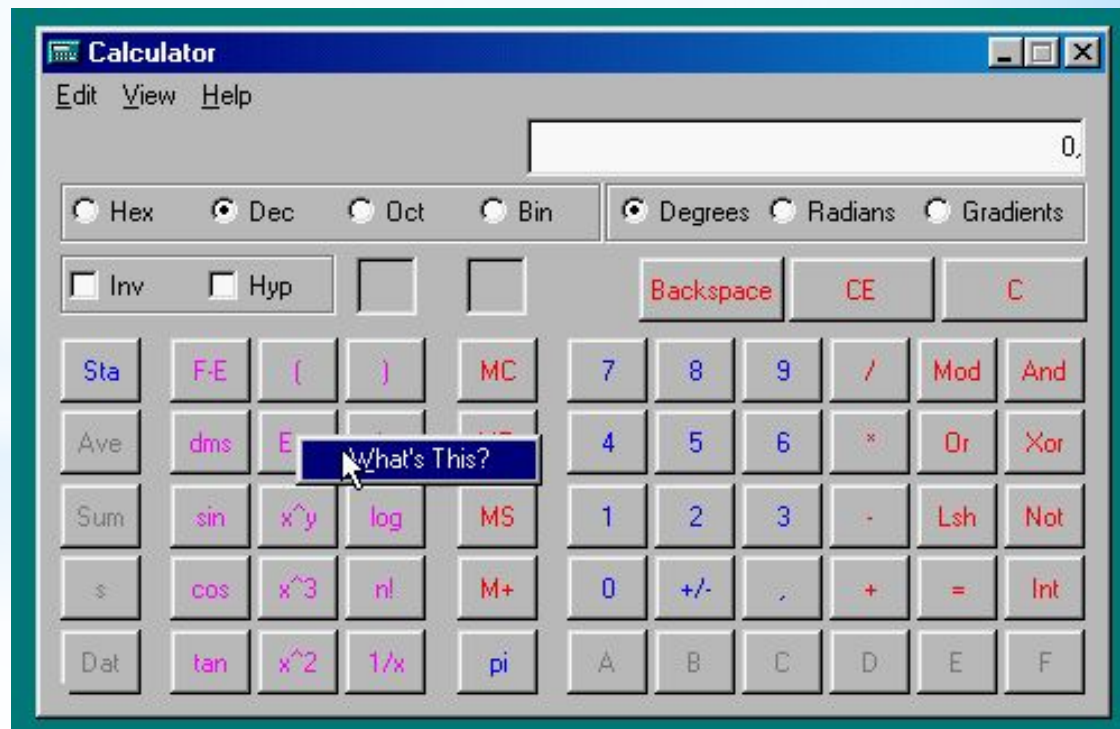 Calculator
Edit View Help
0,
Hex Dec Oct Bin Degrees Radians Gradients
Inv Hyp Backspace CE C
Sta F-E ( ) MC 7 8 9 / Mod And
Ave dms 4 5 6 * Or Xor
What's This?
Sum sin x^y log MS 1 2 3 - Lsh Not
s cos x^3 n! M+ 0 +/- , + = Int
Dat tan x^2 1/x pi A B C D E F